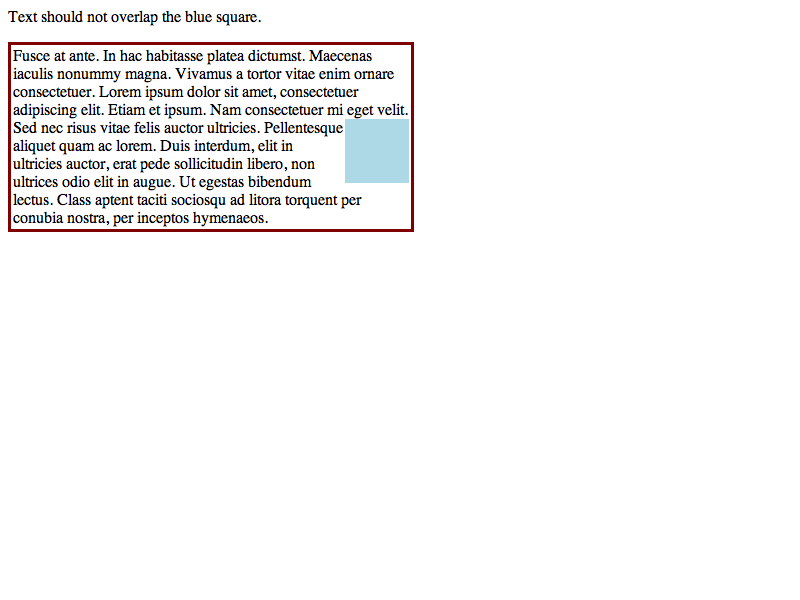 Text should not overlap the blue square.
Fusce at ante. In hac habitasse platea dictumst. Maecenas
iaculis nonummy magna. Vivamus a tortor vitae enim ornare
consectetuer. Lorem ipsum dolor sit amet, consectetuer
adipiscing elit. Etiam et ipsum. Nam consectetuer mi eget velit.
Sed nec risus vitae felis auctor ultricies. Pellentesque
aliquet quam ac lorem. Duis interdum, elit in
ultricies auctor, erat pede sollicitudin libero, non
ultrices odio elit in augue. Ut egestas bibendum
lectus. Class aptent taciti sociosqu ad litora torquent per
conubia nostra, per inceptos hymenaeos.